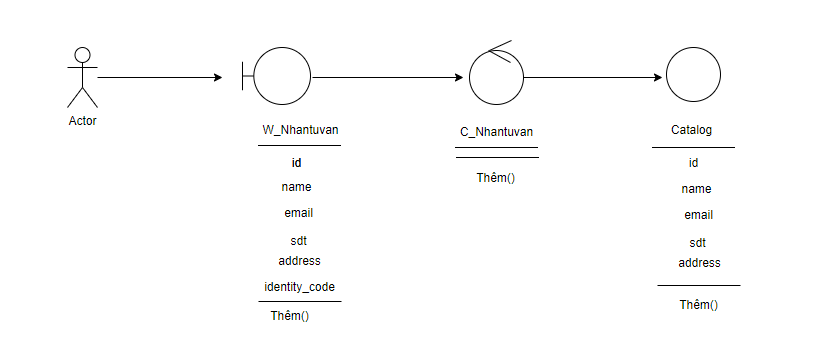 Actor
W_Nhantuvan
id
name
email
sdt
address
identity_code
Thêm()
C_Nhantuvan
Thêm()
Catalog
id
name
email
sdt
address
Thêm()